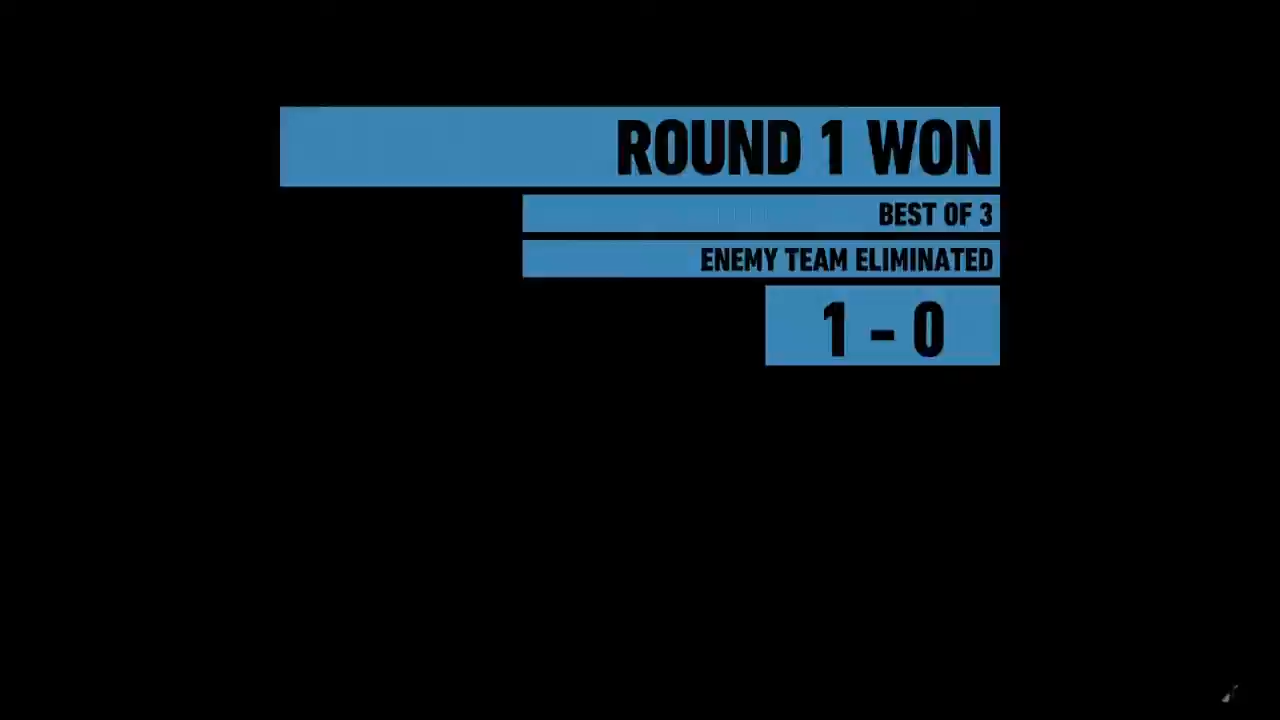 ROUND 1 WON
BEST OF 3
ENEMY TEAM ELIMINATED
1 - 0